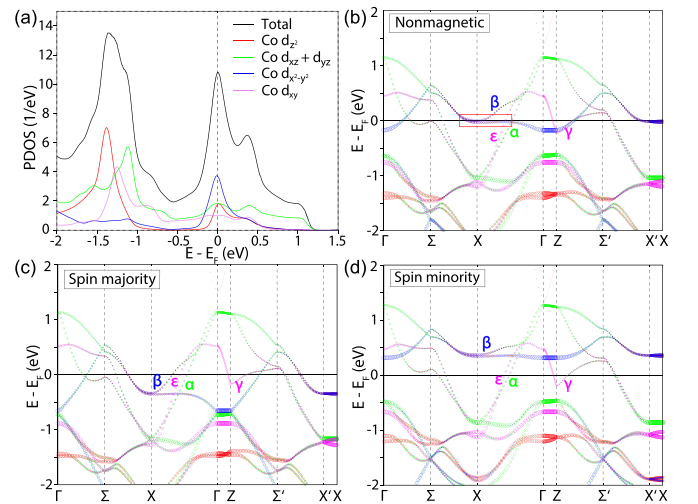 (a)
Total
Co d_z²
Co d_xz + d_yz
Co d_x²-y²
Co d_xy
PDOS (1/eV)
14
12
10
8
6
4
2
0
-2 -1.5 -1 -0.5 0 0.5 1 1.5
E - E_F (eV)
(b)
Nonmagnetic
E - E_F (eV)
2
1
0
-1
-2
β
ε α γ
Γ Σ X Γ Z Σ' X' X
(c)
Spin majority
E - E_F (eV)
2
1
0
-1
-2
β ε α γ
Γ Σ X Γ Z Σ' X' X
(d)
Spin minority
E - E_F (eV)
2
1
0
-1
-2
β
ε α γ
Γ Σ X Γ Z Σ' X' X